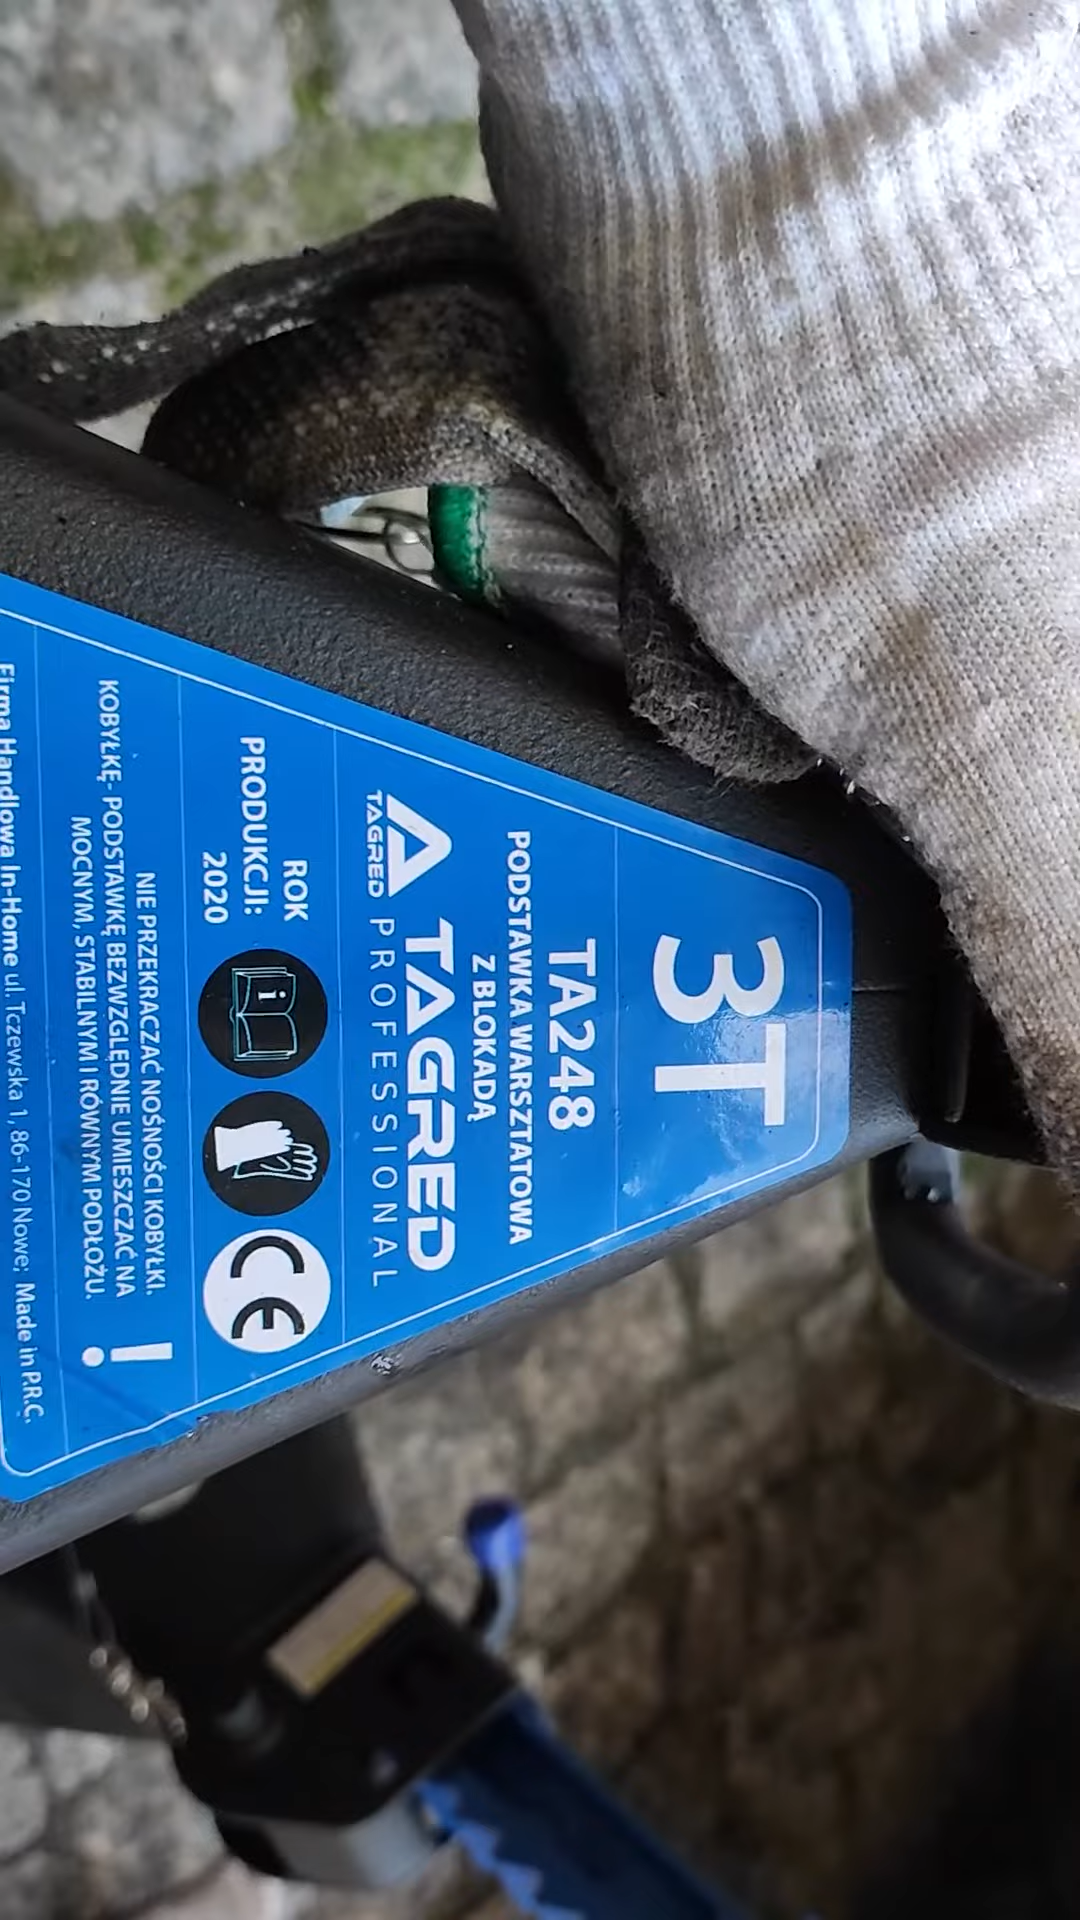 3T
TA248
PODSTAWKA WARSZTATOWA
Z BLOKADĄ
TAGRED
TAGRED
PROFESSIONAL
ROK
PRODUKCJI:
2020
i
CE
NIE PRZEKRACZAĆ NOŚNOŚCI KOBYŁKI.
KOBYŁKĘ- PODSTAWKĘ BEZWZGLĘDNIE UMIESZCZAĆ NA
MOCNYM, STABILNYM I RÓWNYM PODŁOŻU.
!
Firma Handlowa In-Home ul. Tczewska 1, 86-170 Nowe; Made in P.R.C.